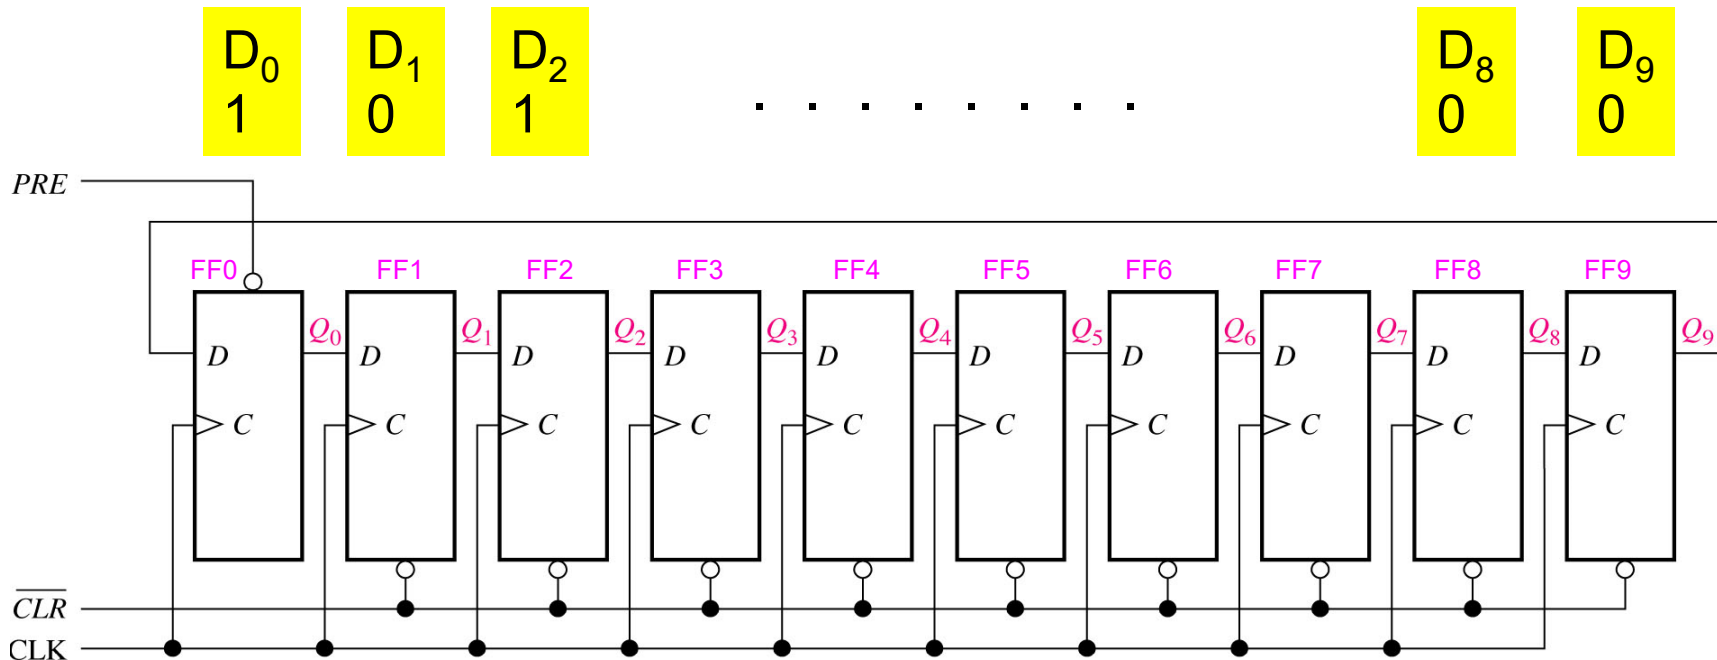 D₀ D₁ D₂ . . . . . . . . D₈ D₉
1 0 1 0 0
PRE
FF0 FF1 FF2 FF3 FF4 FF5 FF6 FF7 FF8 FF9
D Q₀ D Q₁ D Q₂ D Q₃ D Q₄ D Q₅ D Q₆ D Q₇ D Q₈ D Q₉
C C C C C C C C C C
C̅L̅R̅
CLK